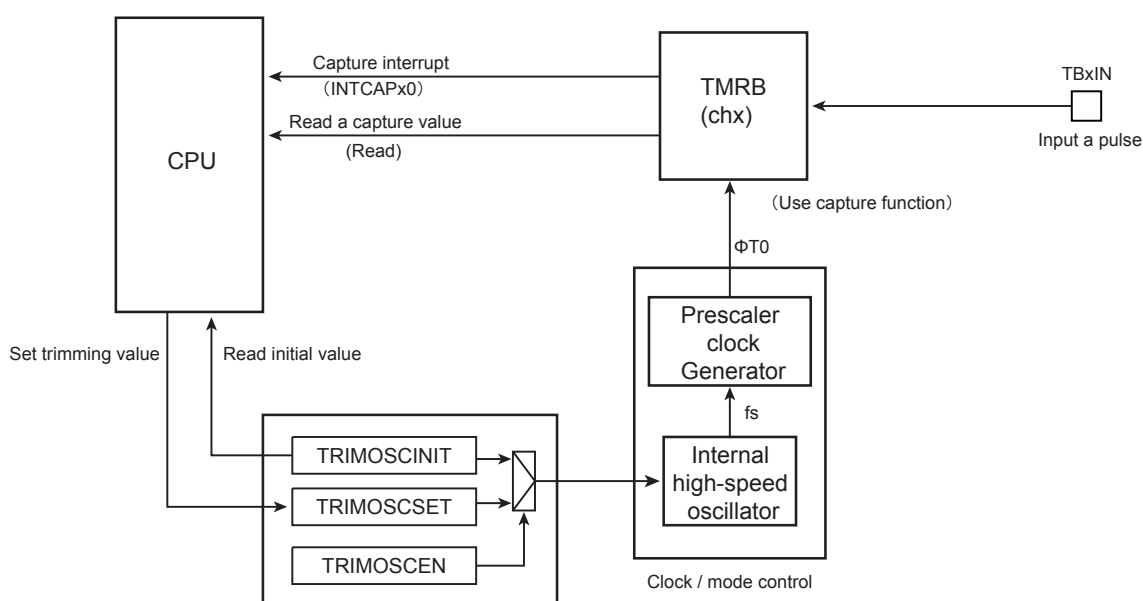 Capture interrupt
（INTCAPx0）
Read a capture value
(Read)
CPU
TMRB
(chx)
TBxIN
Input a pulse
（Use capture function）
ΦT0
Prescaler
clock
Generator
fs
Internal
high-speed
oscillator
Clock / mode control
Set trimming value
Read initial value
TRIMOSCINIT
TRIMOSCSET
TRIMOSCEN